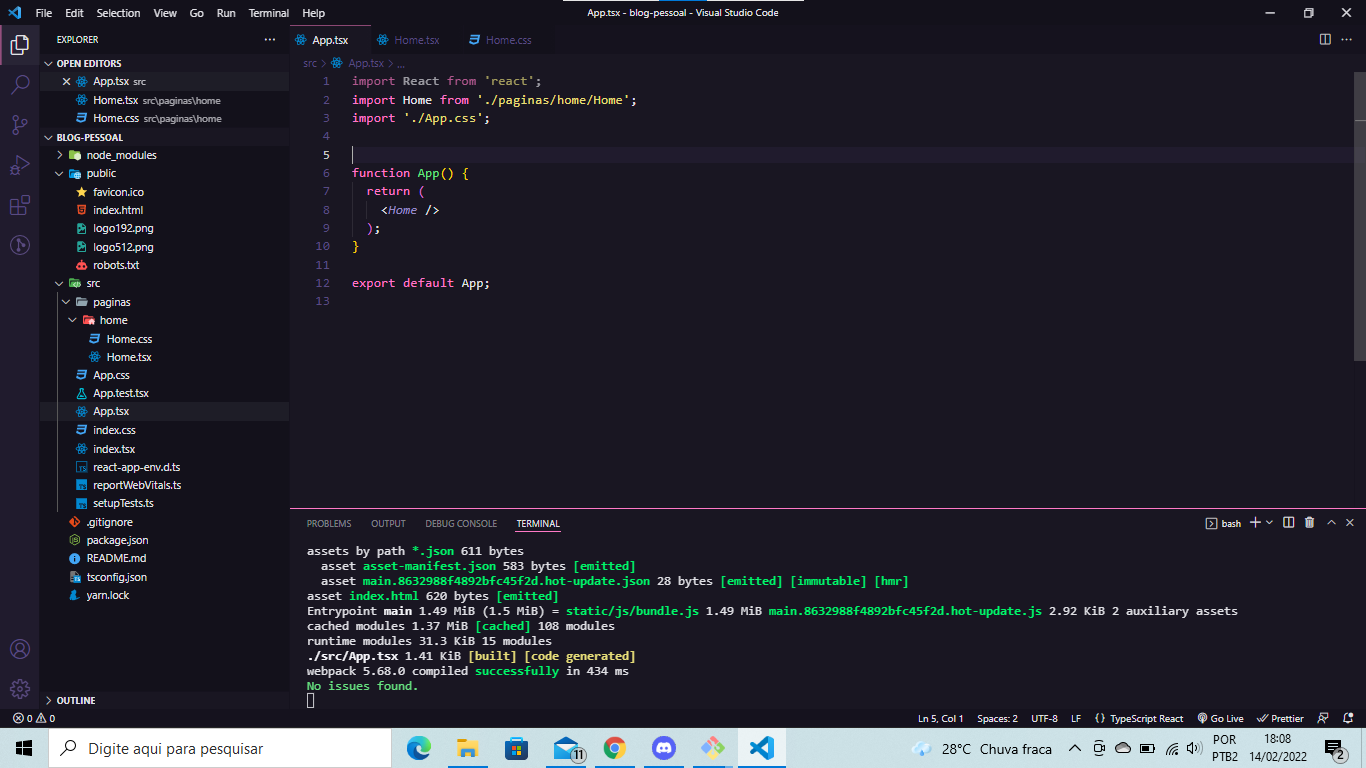 File Edit Selection View Go Run Terminal Help
App.tsx - blog-pessoal - Visual Studio Code
EXPLORER
OPEN EDITORS
App.tsx src
Home.tsx src\paginas\home
Home.css src\paginas\home
BLOG-PESSOAL
node_modules
public
favicon.ico
index.html
logo192.png
logo512.png
robots.txt
src
paginas
home
Home.css
Home.tsx
App.css
App.test.tsx
App.tsx
index.css
index.tsx
react-app-env.d.ts
reportWebVitals.ts
setupTests.ts
.gitignore
package.json
README.md
tsconfig.json
yarn.lock
OUTLINE
App.tsx Home.tsx Home.css
src > App.tsx > ...
1 import React from 'react';
2 import Home from './paginas/home/Home';
3 import './App.css';
4
5
6 function App() {
7 return (
8 <Home />
9 );
10 }
11
12 export default App;
13
PROBLEMS OUTPUT DEBUG CONSOLE TERMINAL
bash
assets by path *.json 611 bytes
asset asset-manifest.json 583 bytes [emitted]
asset main.8632988f4892bfc45f2d.hot-update.json 28 bytes [emitted] [immutable] [hmr]
asset index.html 620 bytes [emitted]
Entrypoint main 1.49 MiB (1.5 MiB) = static/js/bundle.js 1.49 MiB main.8632988f4892bfc45f2d.hot-update.js 2.92 KiB 2 auxiliary assets
cached modules 1.37 MiB [cached] 108 modules
runtime modules 31.3 KiB 15 modules
./src/App.tsx 1.41 KiB [built] [code generated]
webpack 5.68.0 compiled successfully in 434 ms
No issues found.
0 0
Ln 5, Col 1 Spaces: 2 UTF-8 LF {} TypeScript React Go Live Prettier
Digite aqui para pesquisar
11
28°C Chuva fraca
POR
PTB2
18:08
14/02/2022
2